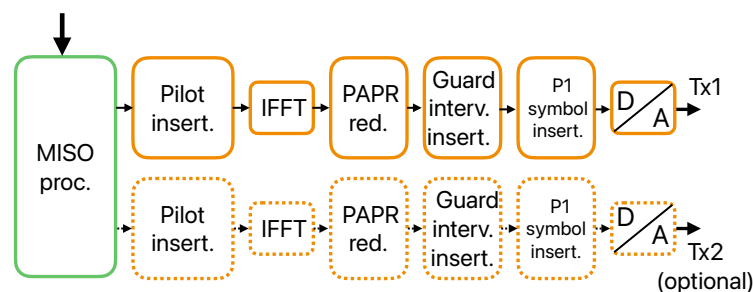 MISO
proc.
Pilot
insert.
IFFT
PAPR
red.
Guard
interv.
insert.
P1
symbol
insert.
D
A
Tx1
Pilot
insert.
IFFT
PAPR
red.
Guard
interv.
insert.
P1
symbol
insert.
D
A
Tx2
(optional)